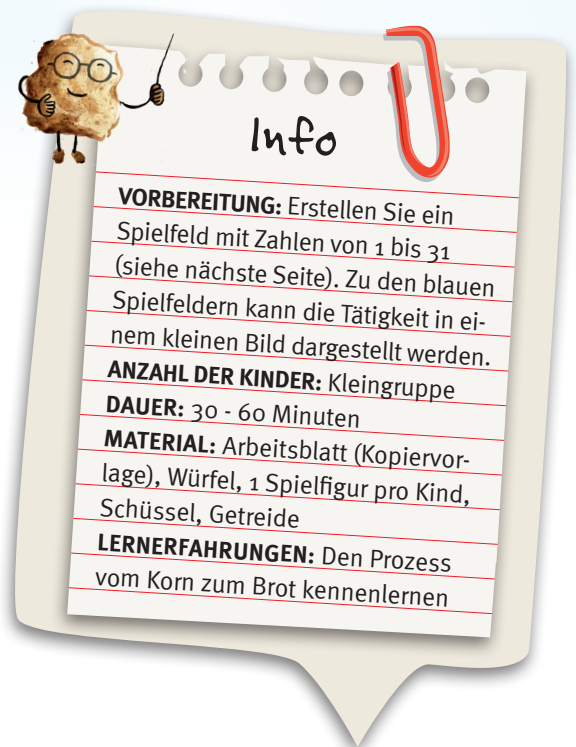 Info
VORBEREITUNG: Erstellen Sie ein
Spielfeld mit Zahlen von 1 bis 31
(siehe nächste Seite). Zu den blauen
Spielfeldern kann die Tätigkeit in ei-
nem kleinen Bild dargestellt werden.
ANZAHL DER KINDER: Kleingruppe
DAUER: 30 - 60 Minuten
MATERIAL: Arbeitsblatt (Kopiervor-
lage), Würfel, 1 Spielfigur pro Kind,
Schüssel, Getreide
LERNERFAHRUNGEN: Den Prozess
vom Korn zum Brot kennenlernen